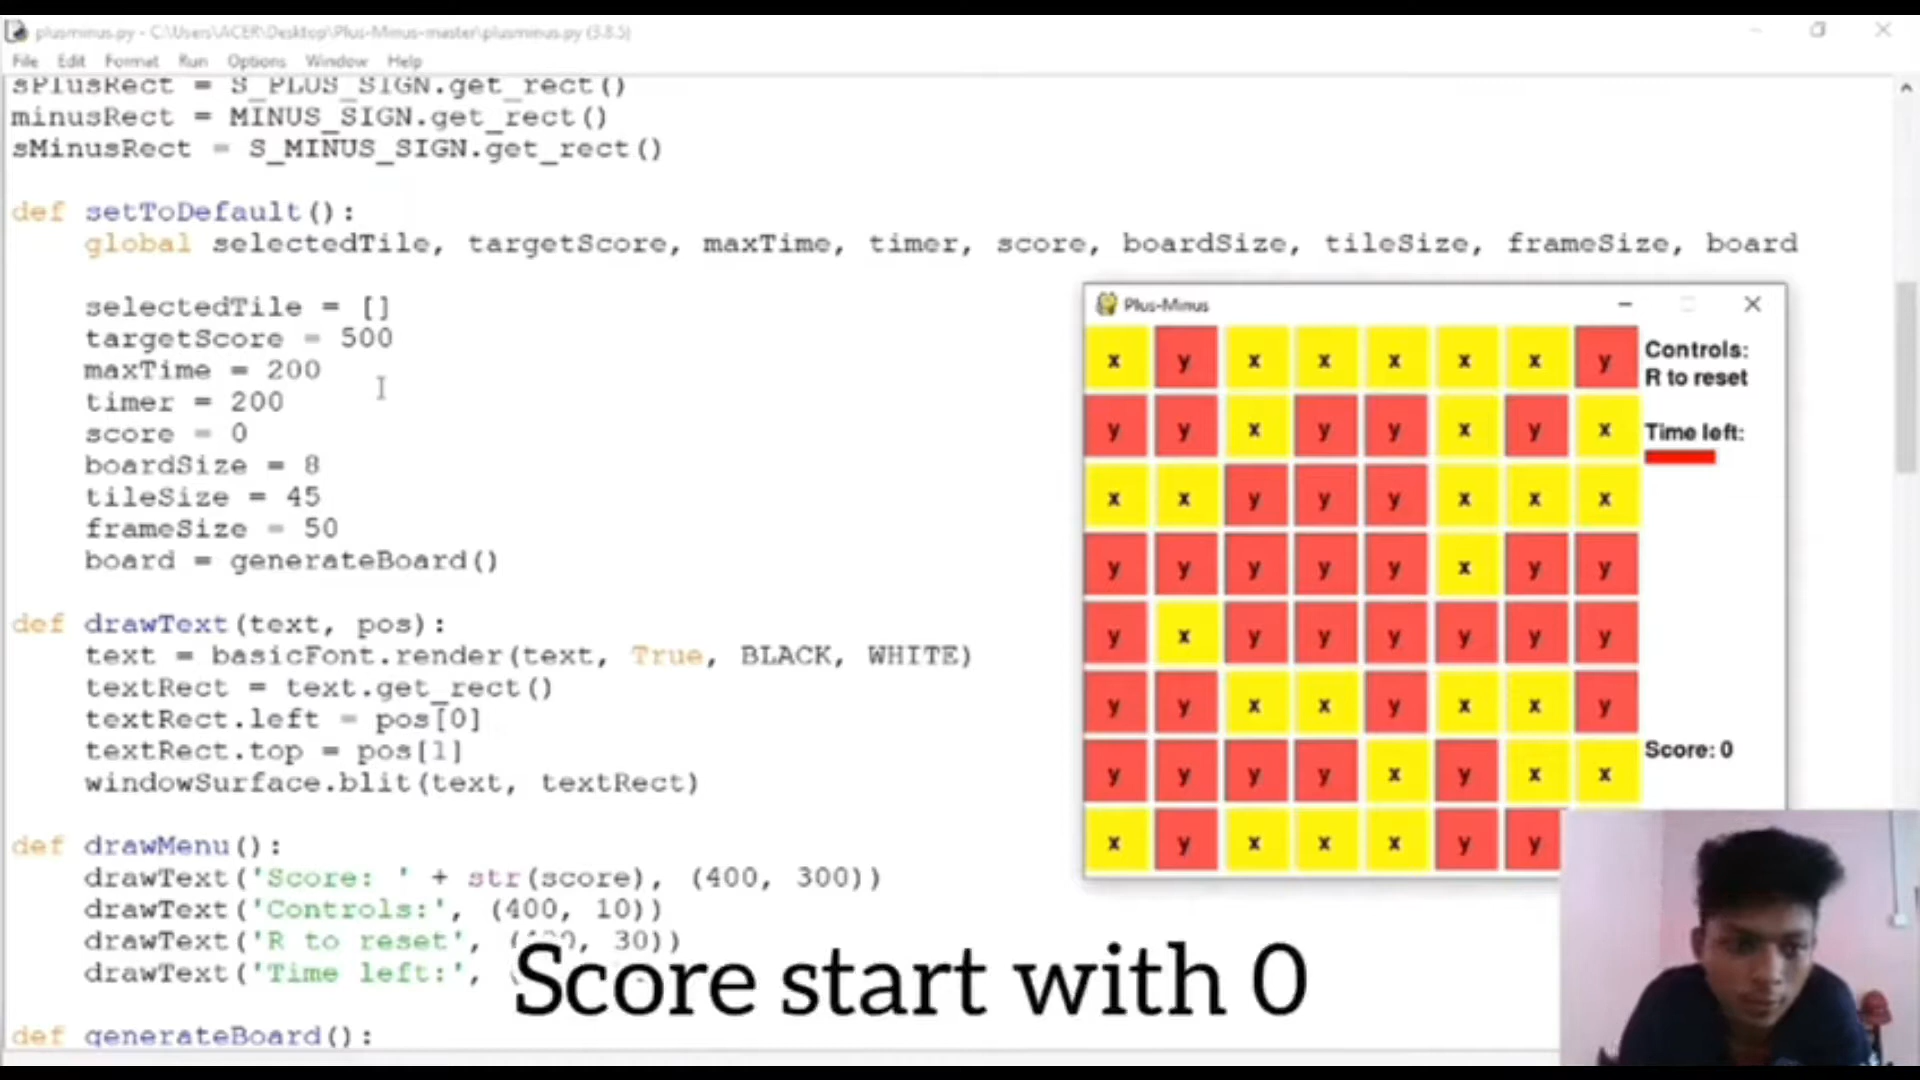 plusminus.py - C:\Users\ACER\Desktop\Plus-Minus-master\plusminus.py (3.8.5)
File Edit Format Run Options Window Help
sPlusRect = S_PLUS_SIGN.get_rect()
minusRect = MINUS_SIGN.get_rect()
sMinusRect = S_MINUS_SIGN.get_rect()
def setToDefault():
global selectedTile, targetScore, maxTime, timer, score, boardSize, tileSize, frameSize, board
selectedTile = []
targetScore = 500
maxTime = 200
timer = 200
score = 0
boardSize = 8
tileSize = 45
frameSize = 50
board = generateBoard()
def drawText(text, pos):
text = basicFont.render(text, True, BLACK, WHITE)
textRect = text.get_rect()
textRect.left = pos[0]
textRect.top = pos[1]
windowSurface.blit(text, textRect)
def drawMenu():
drawText('Score: ' + str(score), (400, 300))
drawText('Controls:', (400, 10))
drawText('R to reset', (400, 30))
drawText('Time left:', (
def generateBoard():
Plus-Minus
x y x x x x x y
y y x y y x y x
x x y y y x x x
y y y y y x y y
y x y y y y y y
y y x x y x x y
y y y y x y x x
x y x x x y y
Controls:
R to reset
Time left:
Score: 0
Score start with 0